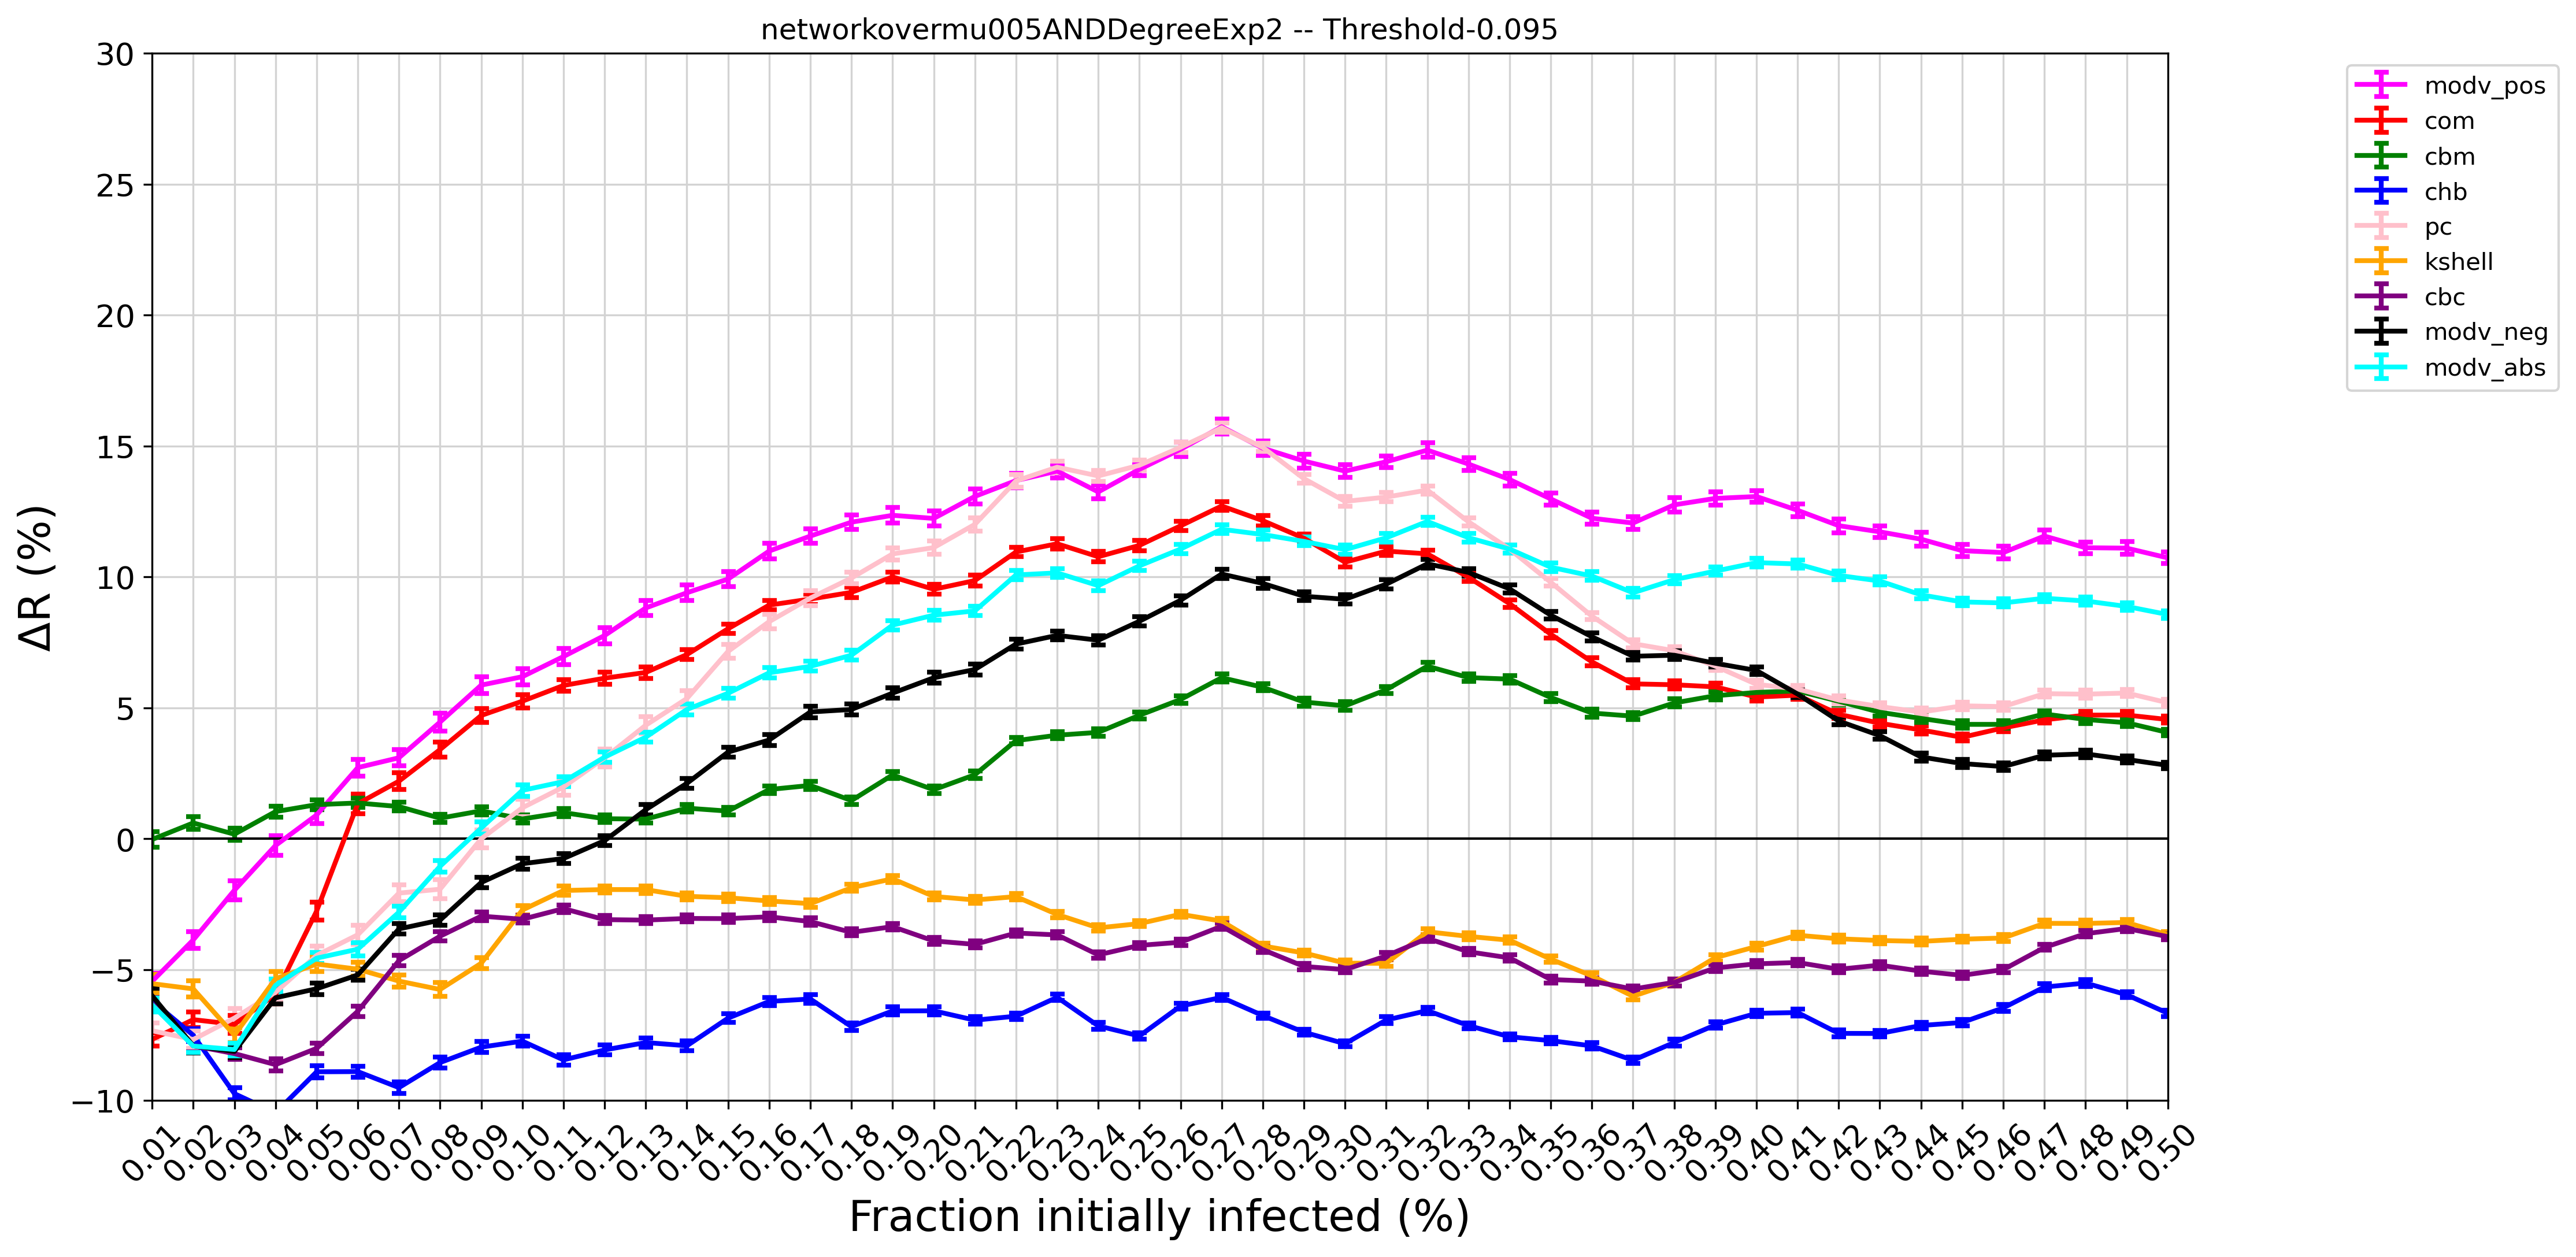 networkovermu005ANDDegreeExp2 -- Threshold-0.095
30
25
20
15
10
5
0
−5
−10
ΔR (%)
0.01 0.02 0.03 0.04 0.05 0.06 0.07 0.08 0.09 0.10 0.11 0.12 0.13 0.14 0.15 0.16 0.17 0.18 0.19 0.20 0.21 0.22 0.23 0.24 0.25 0.26 0.27 0.28 0.29 0.30 0.31 0.32 0.33 0.34 0.35 0.36 0.37 0.38 0.39 0.40 0.41 0.42 0.43 0.44 0.45 0.46 0.47 0.48 0.49 0.50
Fraction initially infected (%)
modv_pos
com
cbm
chb
pc
kshell
cbc
modv_neg
modv_abs